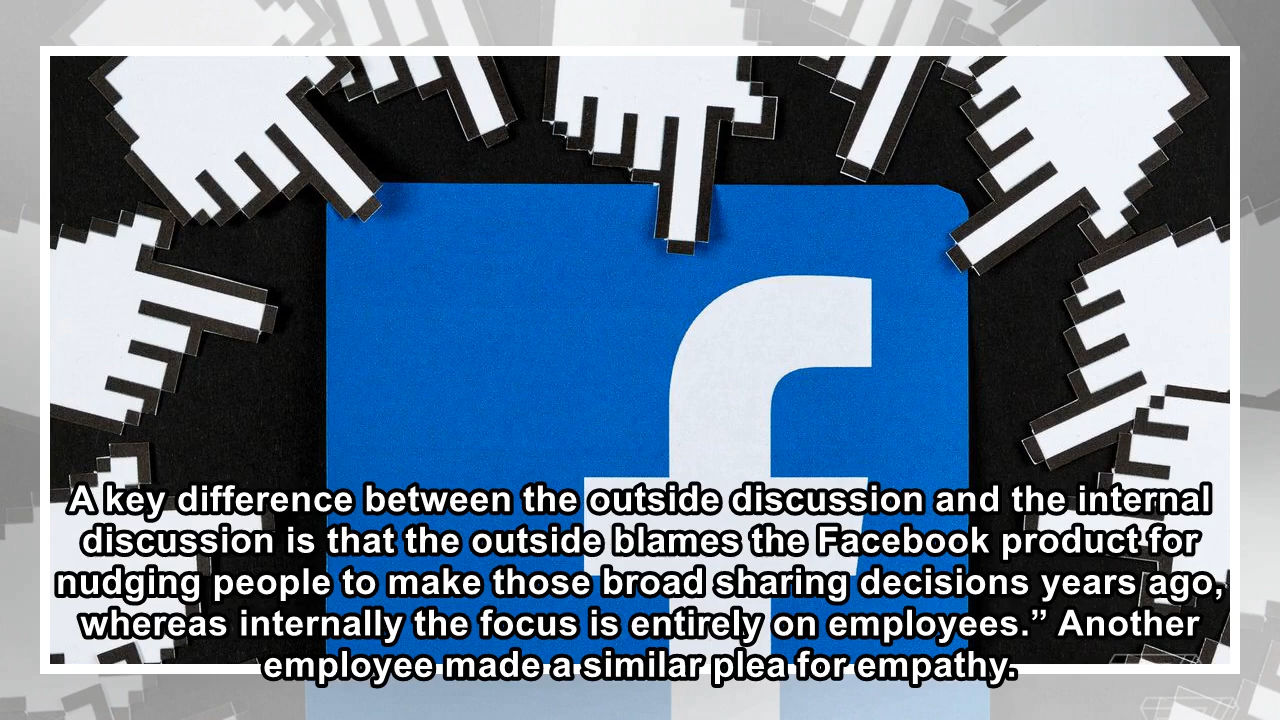 f
A key difference between the outside discussion and the internal
discussion is that the outside blames the Facebook product for
nudging people to make those broad sharing decisions years ago,
whereas internally the focus is entirely on employees.” Another
employee made a similar plea for empathy.